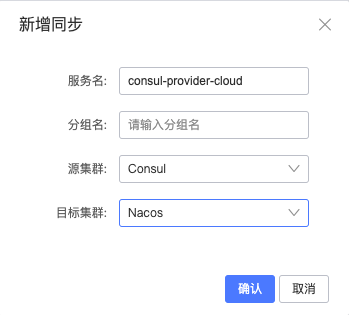 新增同步
服务名: consul-provider-cloud
分组名: 请输入分组名
源集群: Consul
目标集群: Nacos
确认 取消